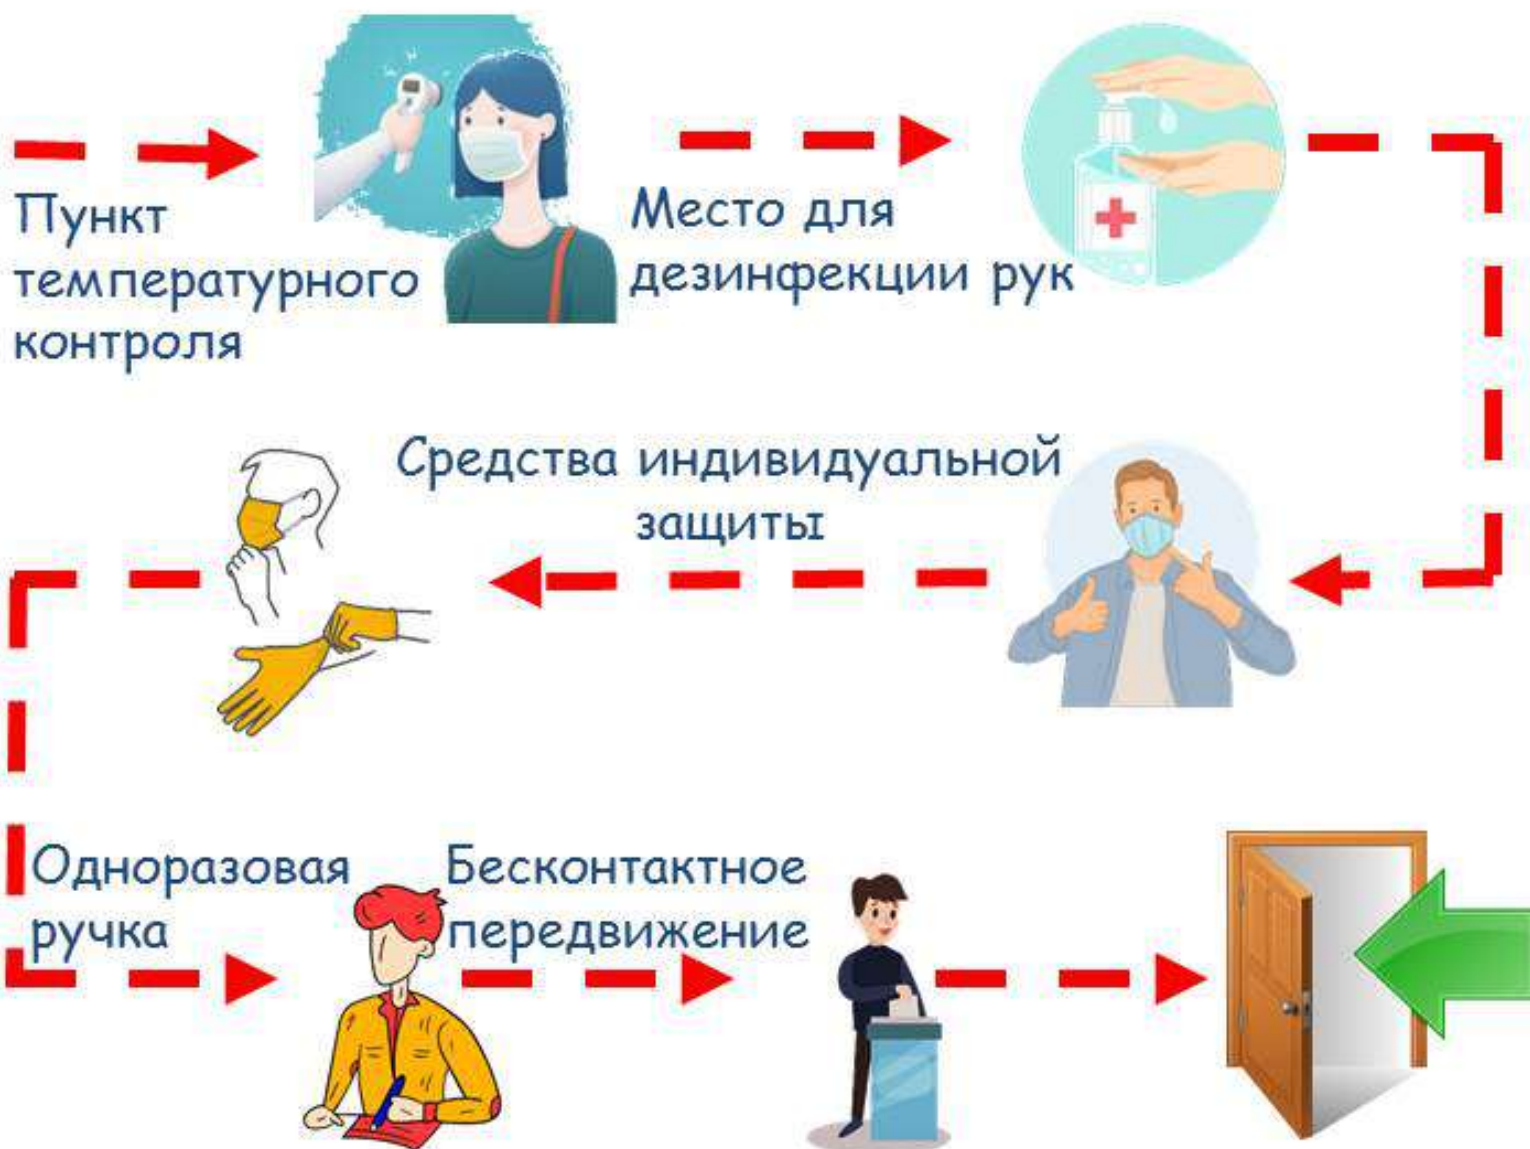 Пункт
температурного
контроля
Место для
дезинфекции рук
Средства индивидуальной
защиты
Одноразовая
ручка
Бесконтактное
передвижение